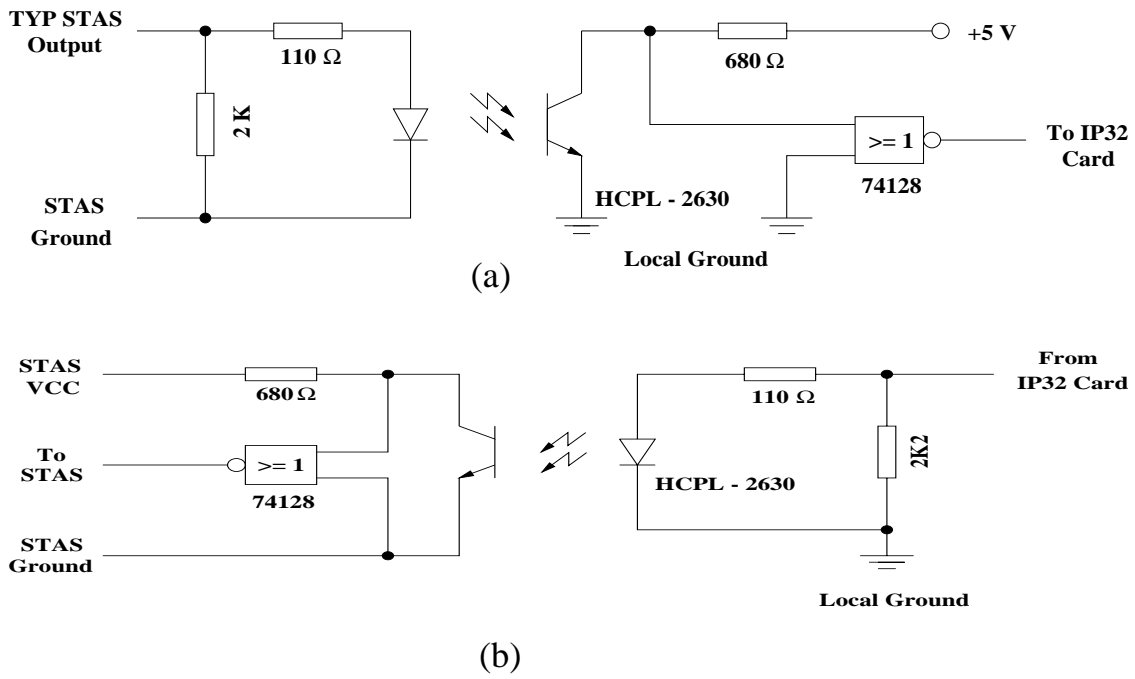 TYP STAS
Output
110 Ω
2 K
STAS
Ground
680 Ω
+5 V
>= 1
74128
To IP32
Card
HCPL - 2630
Local Ground
(a)
STAS
VCC
680 Ω
To
STAS
>= 1
74128
STAS
Ground
110 Ω
From
IP32 Card
2K2
HCPL - 2630
Local Ground
(b)